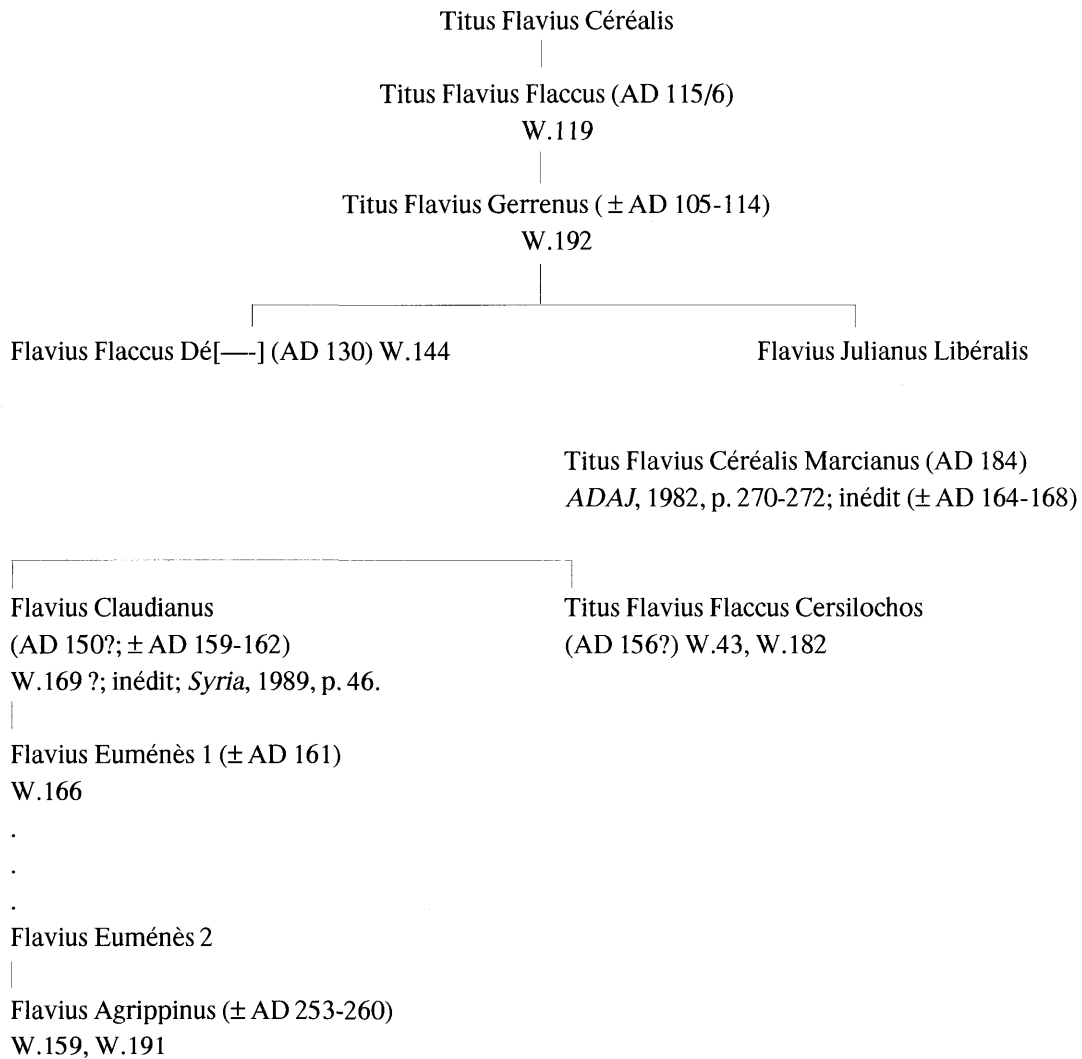 Titus Flavius Céréalis
Titus Flavius Flaccus (AD 115/6)
W.119
Titus Flavius Gerrenus (± AD 105-114)
W.192
Flavius Flaccus Dé[—-] (AD 130) W.144
Flavius Julianus Libéralis
Titus Flavius Céréalis Marcianus (AD 184)
ADAJ, 1982, p. 270-272; inédit (± AD 164-168)
Flavius Claudianus
(AD 150?; ± AD 159-162)
W.169 ?; inédit; Syria, 1989, p. 46.
Titus Flavius Flaccus Cersilochos
(AD 156?) W.43, W.182
Flavius Euménès 1 (± AD 161)
W.166
.
.
.
Flavius Euménès 2
Flavius Agrippinus (± AD 253-260)
W.159, W.191